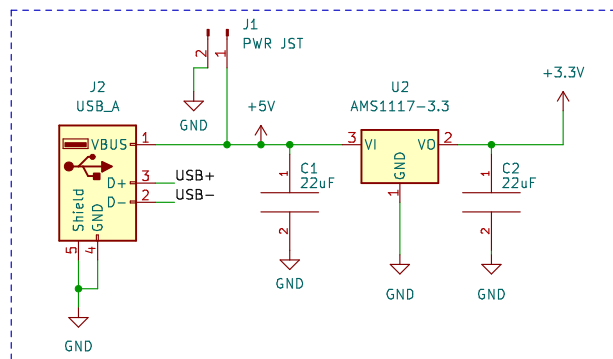 J1
PWR JST
2
1
GND
J2
USB_A
VBUS
1
D+
3
USB+
D-
2
USB-
Shield
GND
5
4
GND
+5V
C1
22uF
1
2
GND
U2
AMS1117-3.3
3
VI
VO
2
GND
1
GND
+3.3V
C2
22uF
1
2
GND